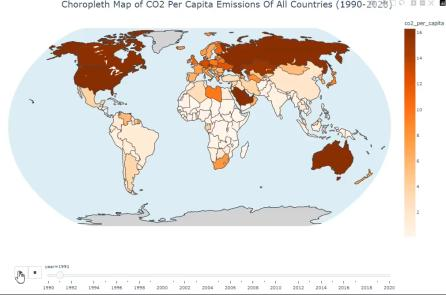 Choropleth Map of CO2 Per Capita Emissions Of All Countries (1990-2020)
co2_per_capita
16
14
12
10
8
6
4
2
year=1991
1990 1992 1994 1996 1998 2000 2002 2004 2006 2008 2010 2012 2014 2016 2018 2020